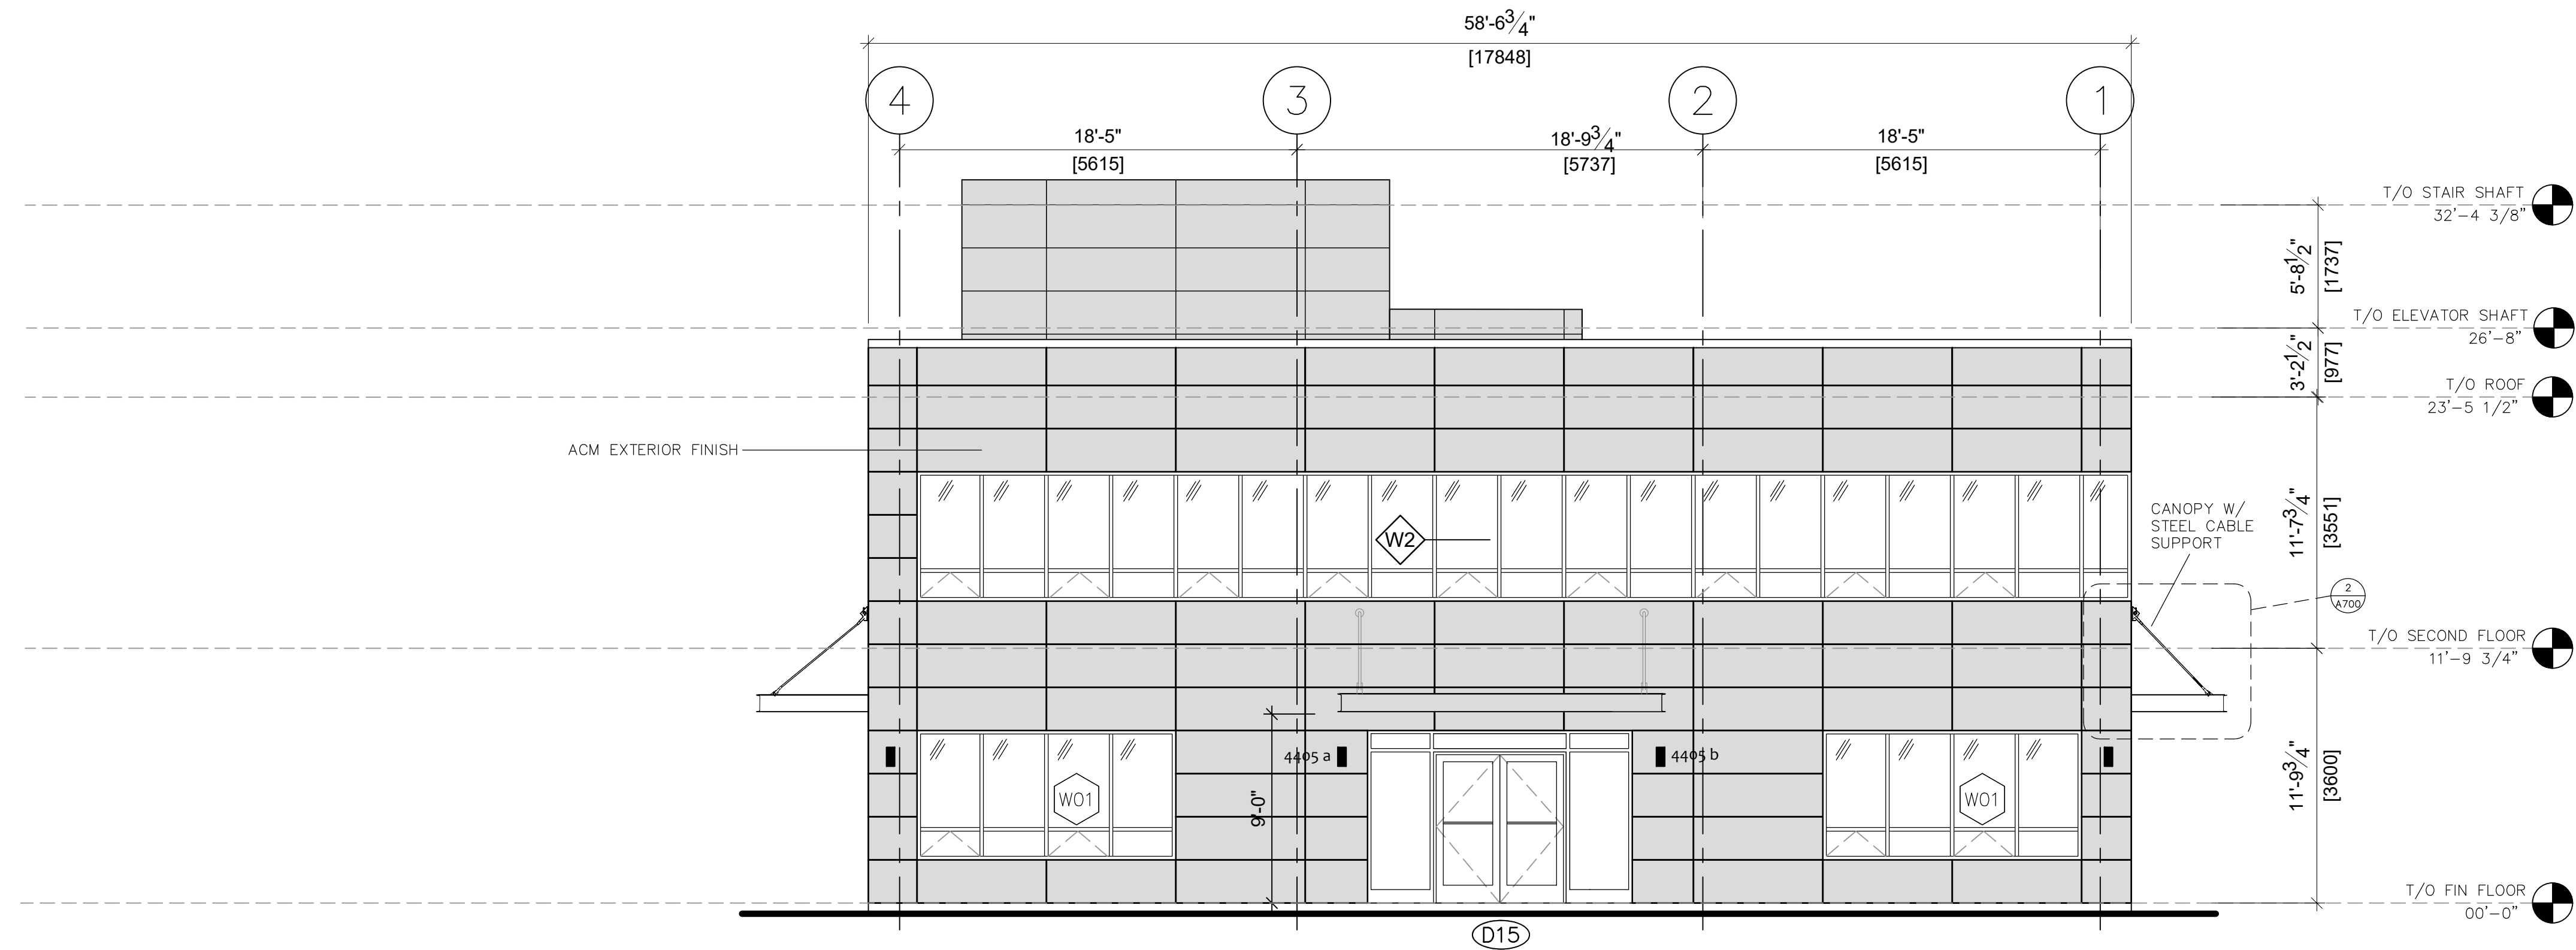 58'-6 3/4"
[17848]
4
3
2
1
18'-5"
[5615]
18'-9 3/4"
[5737]
18'-5"
[5615]
T/O STAIR SHAFT
32'-4 3/8"
5'-8 1/2"
[1737]
T/O ELEVATOR SHAFT
26'-8"
3'-2 1/2"
[977]
T/O ROOF
23'-5 1/2"
ACM EXTERIOR FINISH
W2
CANOPY W/
STEEL CABLE
SUPPORT
11'-7 3/4"
[3551]
2
A700
T/O SECOND FLOOR
11'-9 3/4"
4405 a
4405 b
W01
W01
9'-0"
11'-9 3/4"
[3600]
T/O FIN FLOOR
00'-0"
D15